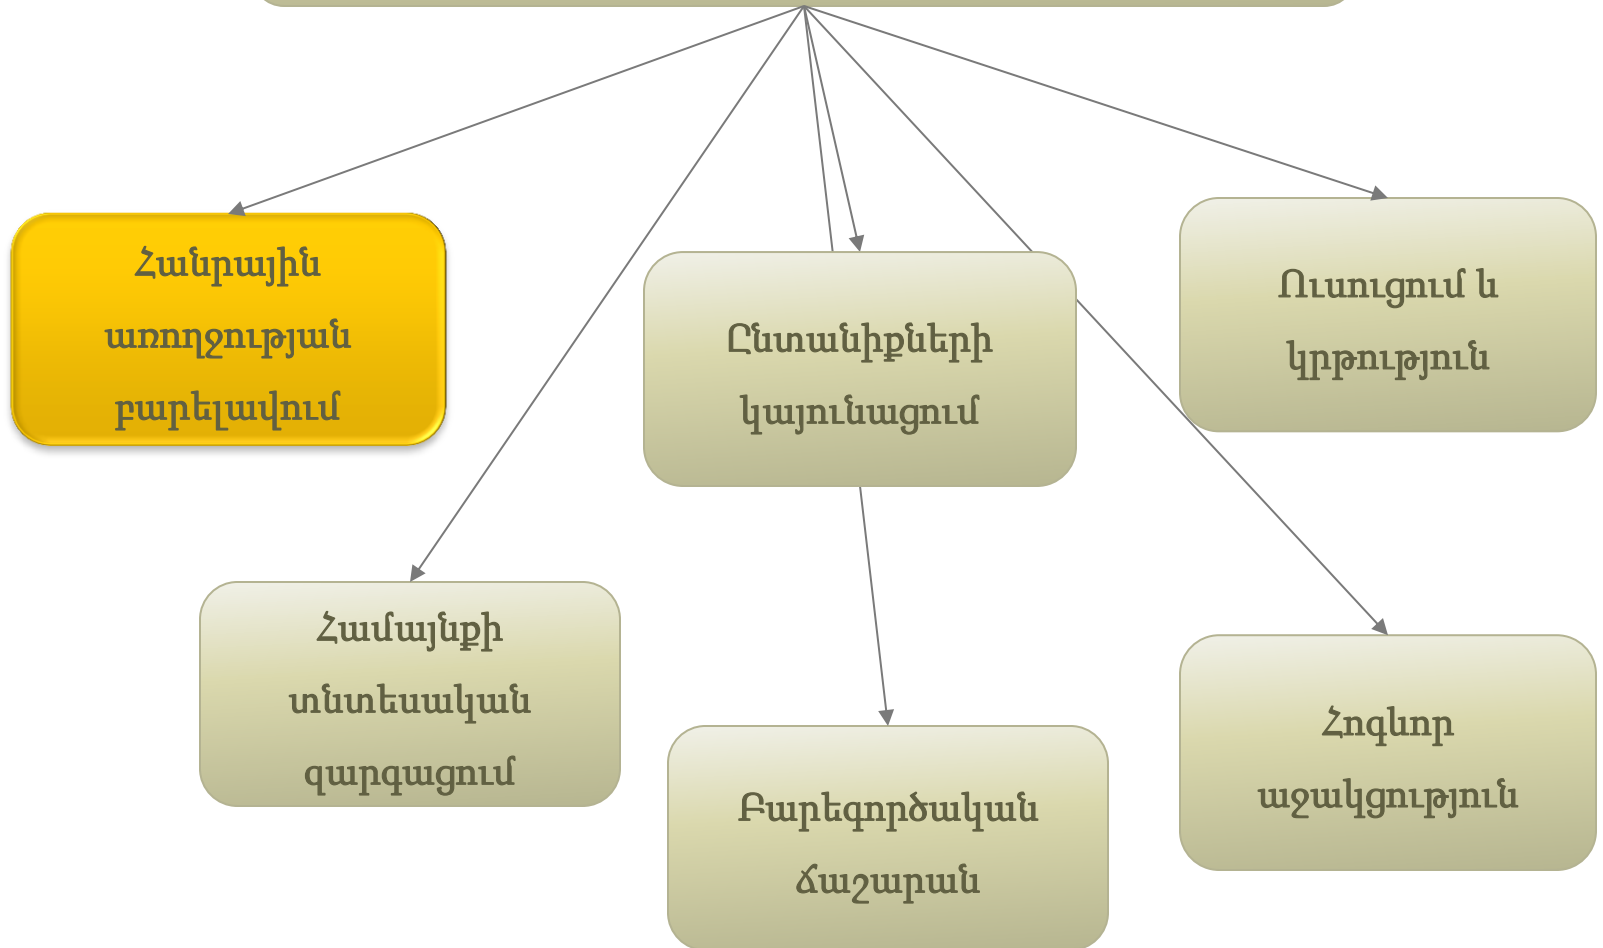 Հանրային
առողջության
բարելավում
Ընտանիքների
կայունացում
Ուսուցում և
կրթություն
Համայնքի
տնտեսական
զարգացում
Բարեգործական
ճաշարան
Հոգևոր
աջակցություն